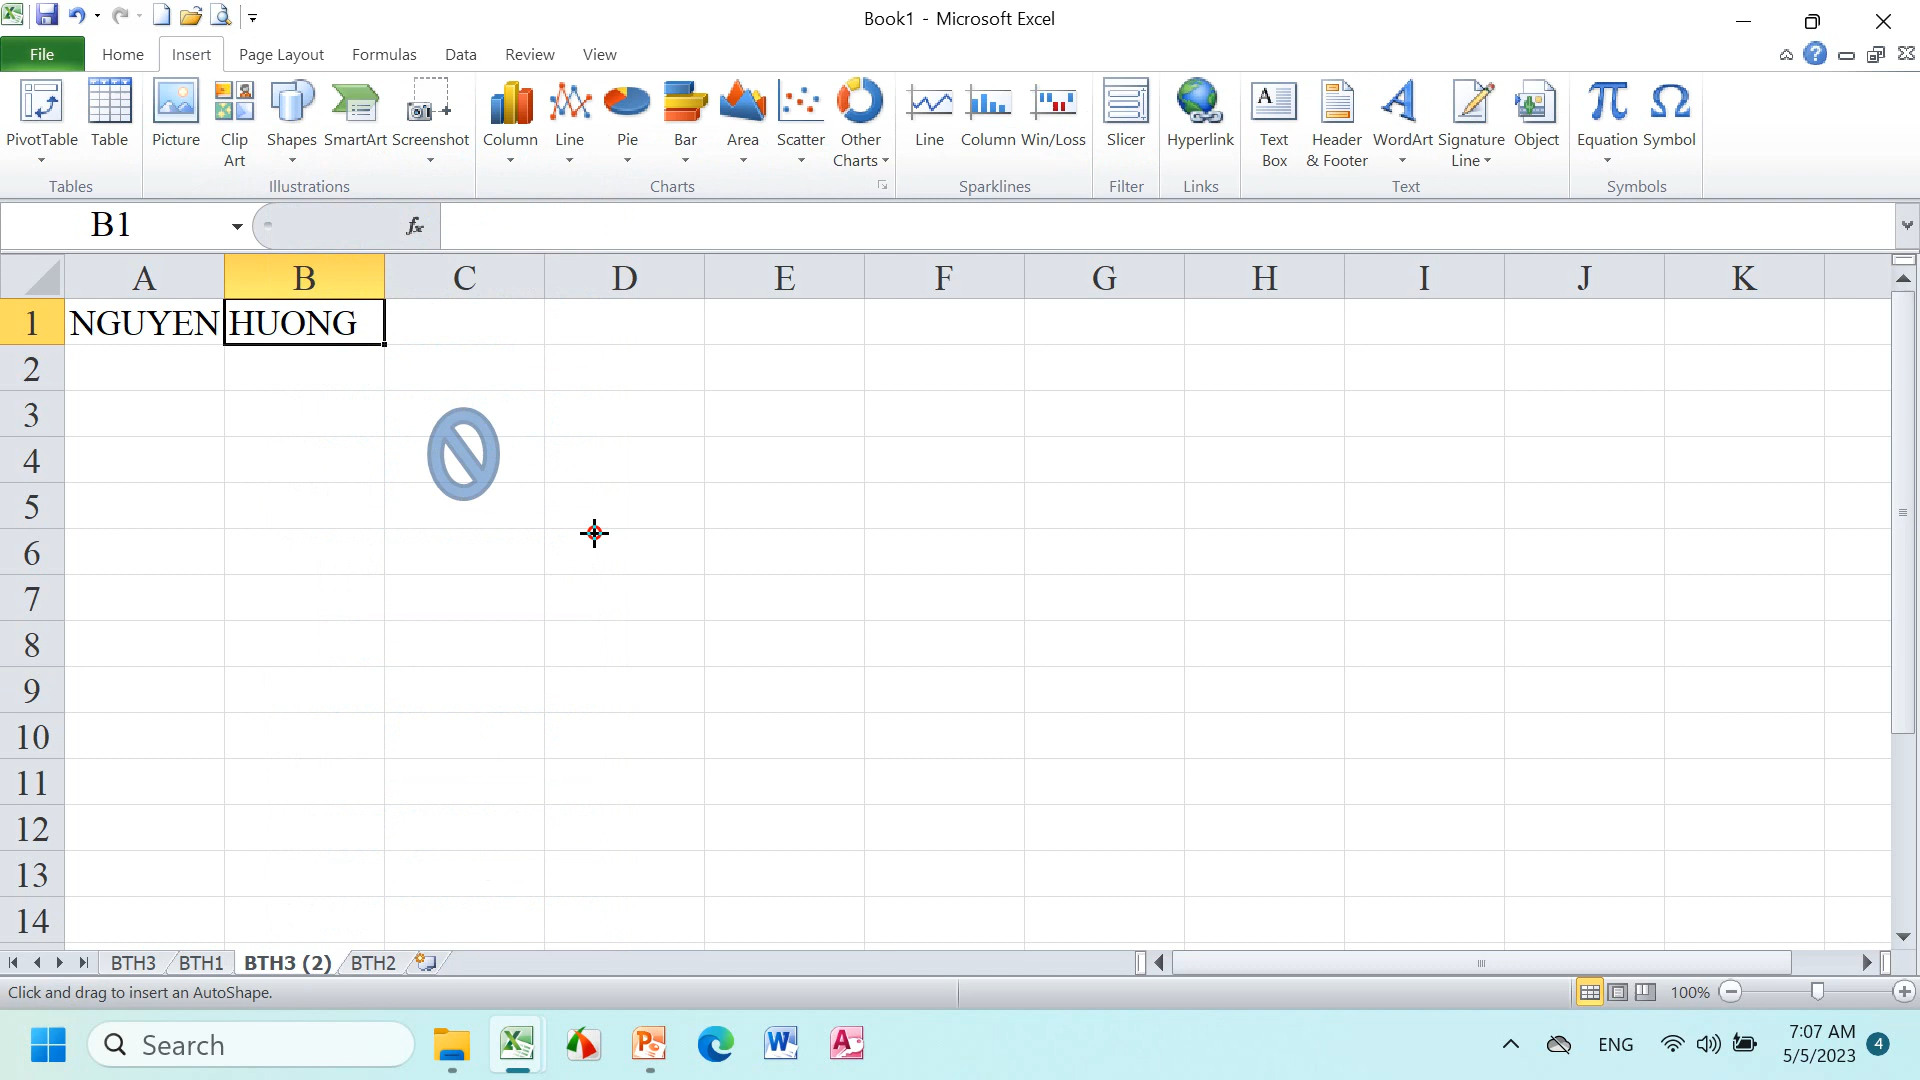 Book1 - Microsoft Excel
File Home Insert Page Layout Formulas Data Review View
PivotTable Table Picture Clip Art Shapes SmartArt Screenshot Column Line Pie Bar Area Scatter Other Charts Line Column Win/Loss Slicer Hyperlink Text Box Header & Footer WordArt Signature Line Object Equation Symbol
Tables Illustrations Charts Sparklines Filter Links Text Symbols
B1 fx
A B C D E F G H I J K
1 NGUYEN HUONG
2
3
4
5
6
7
8
9
10
11
12
13
14
BTH3 BTH1 BTH3 (2) BTH2
Click and drag to insert an AutoShape. 100%
Search ENG 7:07 AM 4
5/5/2023